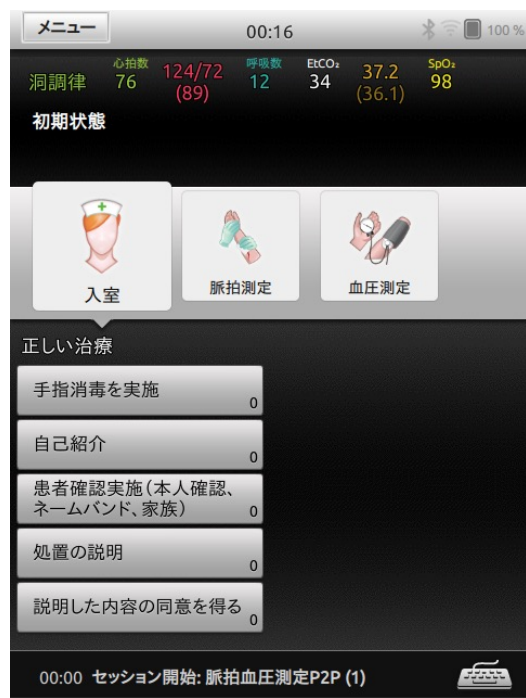 メニュー 00:16 100 %
心拍数 呼吸数 EtCO₂ SpO₂
洞調律 76 124/72 12 34 37.2 98
(89) (36.1)
初期状態
入室 脈拍測定 血圧測定
正しい治療
手指消毒を実施
0
自己紹介
0
患者確認実施(本人確認、
ネームバンド、家族) 0
処置の説明
0
説明した内容の同意を得る
0
00:00 セッション開始: 脈拍血圧測定P2P (1)